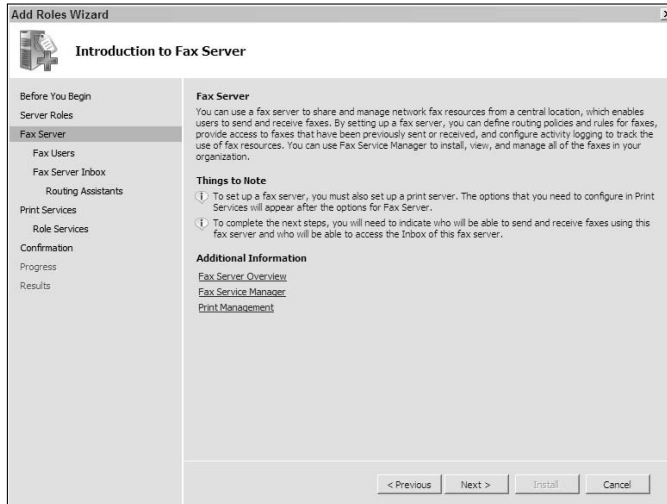 Add Roles Wizard
Introduction to Fax Server
Before You Begin
Server Roles
Fax Server
Fax Users
Fax Server Inbox
Routing Assistants
Print Services
Role Services
Confirmation
Progress
Results
Fax Server
You can use a fax server to share and manage network fax resources from a central location, which enables
users to send and receive faxes. By setting up a fax server, you can define routing policies and rules for faxes,
provide access to faxes that have been previously sent or received, and configure activity logging to track the
use of fax resources. You can use Fax Service Manager to install, view, and manage all of the faxes in your
organization.
Things to Note
To set up a fax server, you must also set up a print server. The options that you need to configure in Print
Services will appear after the options for Fax Server.
To complete the next steps, you will need to indicate who will be able to send and receive faxes using this
fax server and who will be able to access the Inbox of this fax server.
Additional Information
Fax Server Overview
Fax Service Manager
Print Management
< Previous
Next >
Install
Cancel